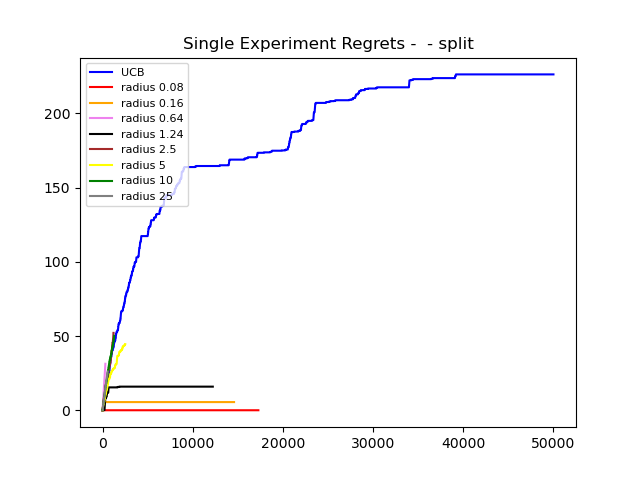 Single Experiment Regrets -  - split
UCB
radius 0.08
radius 0.16
radius 0.64
radius 1.24
radius 2.5
radius 5
radius 10
radius 25
200
150
100
50
0
0 10000 20000 30000 40000 50000